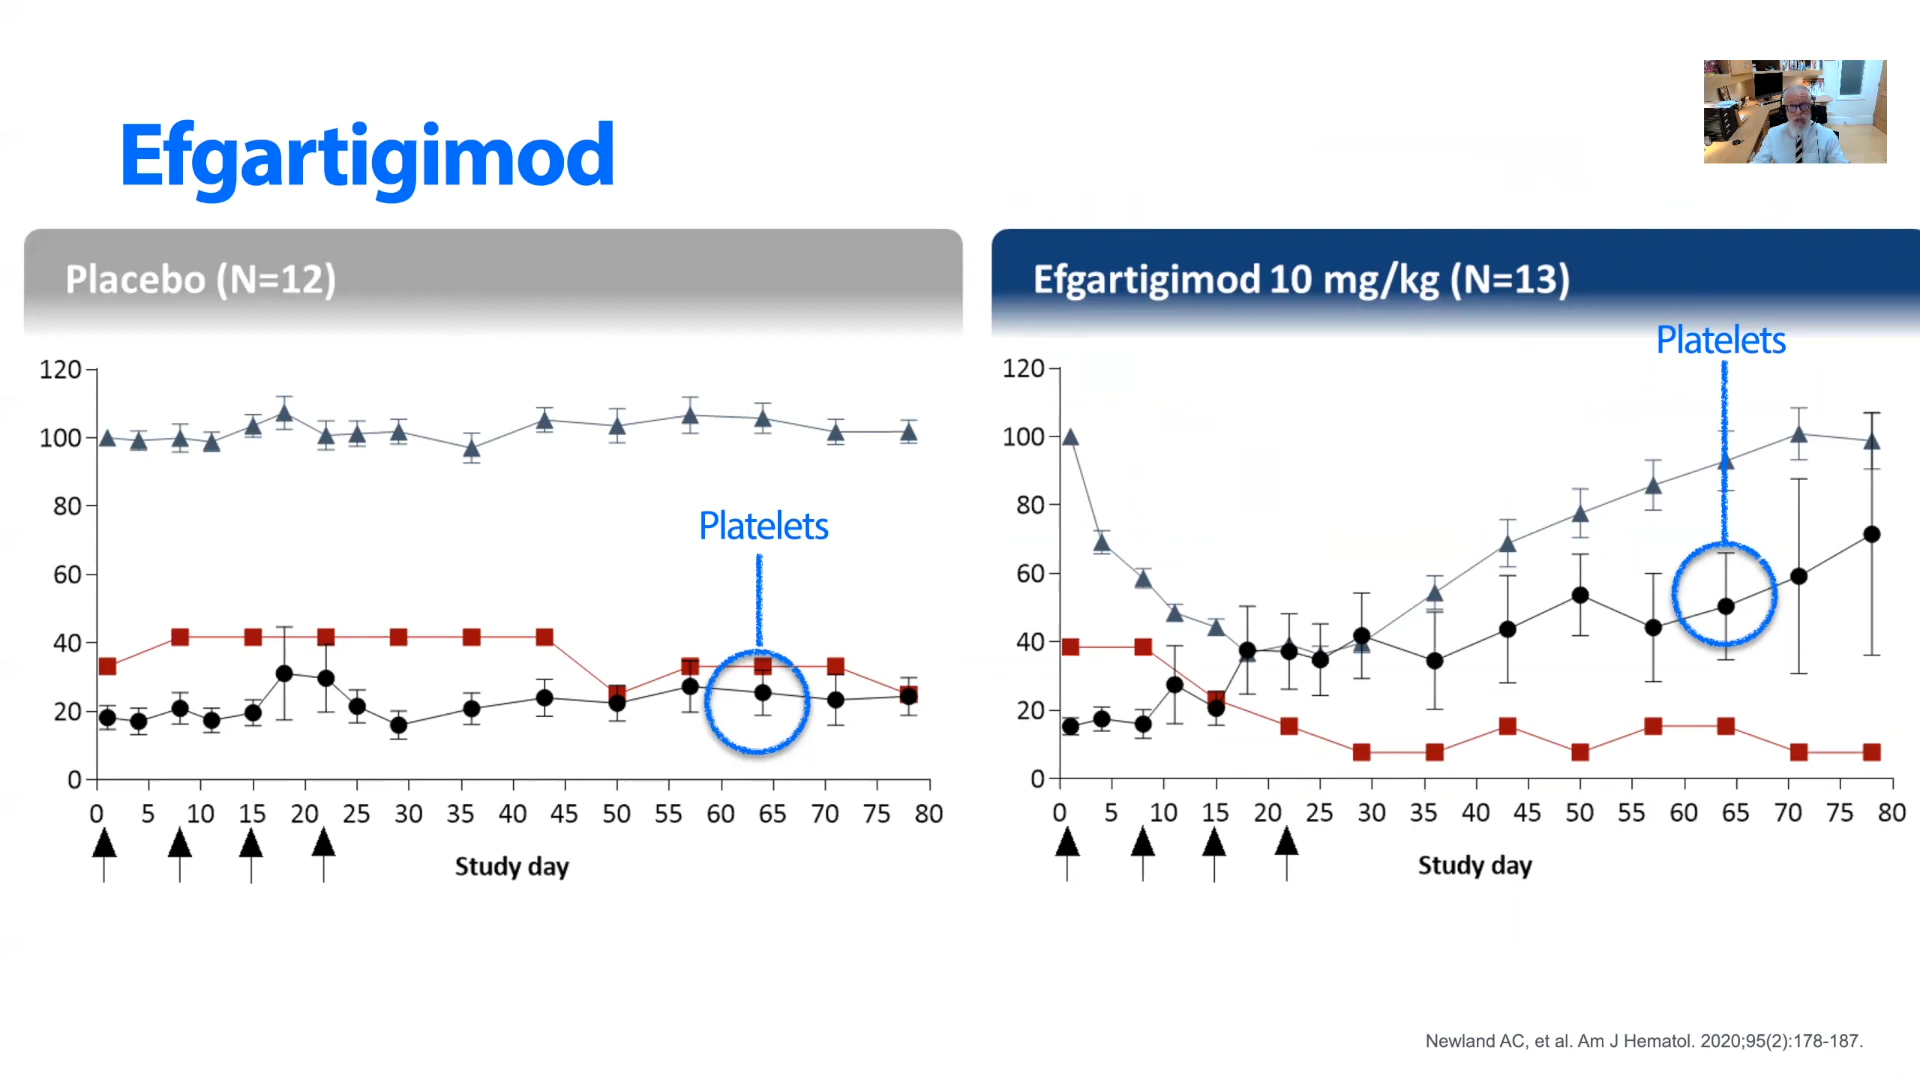 Efgartigimod
Placebo (N=12)
Platelets
120
100
80
60
40
20
0
0 5 10 15 20 25 30 35 40 45 50 55 60 65 70 75 80
Study day
Efgartigimod 10 mg/kg (N=13)
Platelets
120
100
80
60
40
20
0
0 5 10 15 20 25 30 35 40 45 50 55 60 65 70 75 80
Study day
Newland AC, et al. Am J Hematol. 2020;95(2):178-187.